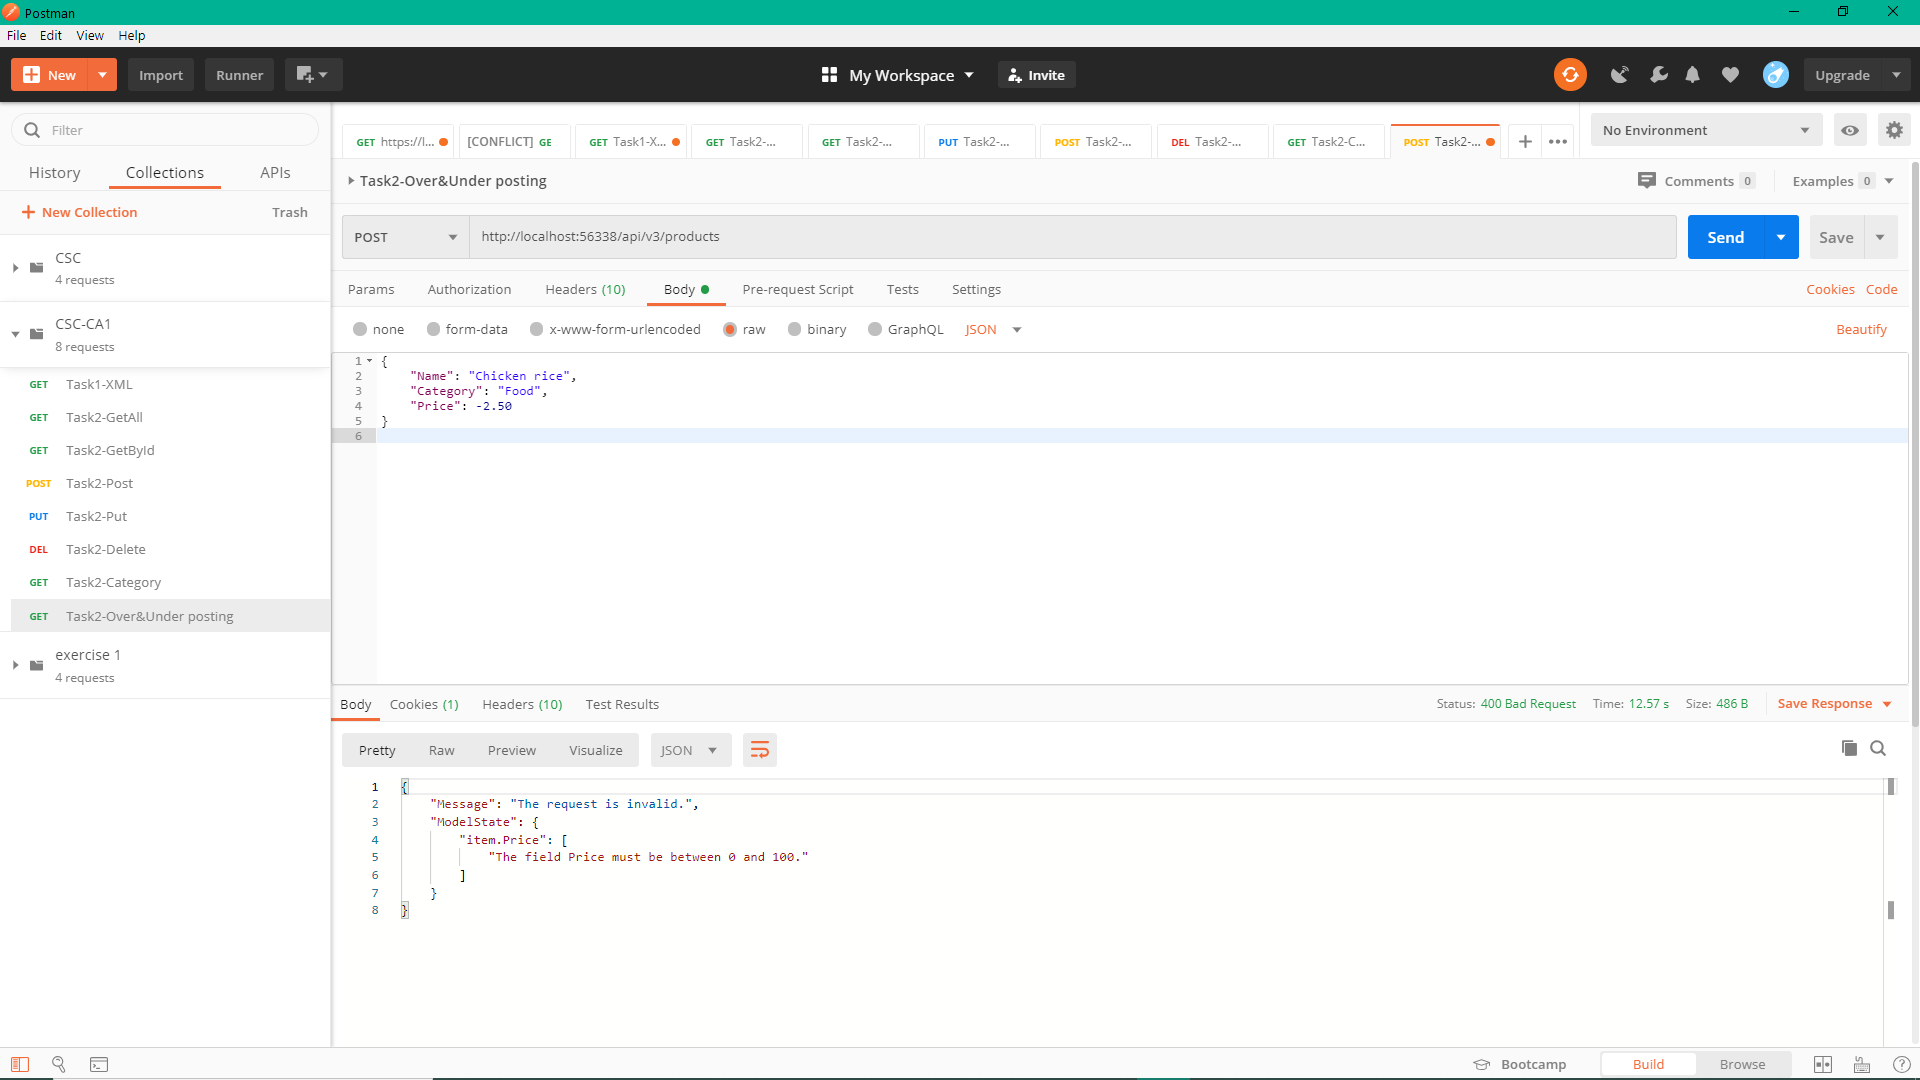 Postman
File Edit View Help
New Import Runner My Workspace Invite Upgrade
Filter
History Collections APIs
New Collection Trash
CSC
4 requests
CSC-CA1
8 requests
GET Task1-XML
GET Task2-GetAll
GET Task2-GetById
POST Task2-Post
PUT Task2-Put
DEL Task2-Delete
GET Task2-Category
GET Task2-Over&Under posting
exercise 1
4 requests
GET https://l... [CONFLICT] GE GET Task1-X... GET Task2-... GET Task2-... PUT Task2-... POST Task2-... DEL Task2-... GET Task2-C... POST Task2-... No Environment
Task2-Over&Under posting Comments 0 Examples 0
POST http://localhost:56338/api/v3/products Send Save
Params Authorization Headers (10) Body Pre-request Script Tests Settings Cookies Code
none form-data x-www-form-urlencoded raw binary GraphQL JSON Beautify
1 {
2 "Name": "Chicken rice",
3 "Category": "Food",
4 "Price": -2.50
5 }
6
Body Cookies (1) Headers (10) Test Results Status: 400 Bad Request Time: 12.57 s Size: 486 B Save Response
Pretty Raw Preview Visualize JSON
1 {
2 "Message": "The request is invalid.",
3 "ModelState": {
4 "item.Price": [
5 "The field Price must be between 0 and 100."
6 ]
7 }
8 }
Bootcamp Build Browse